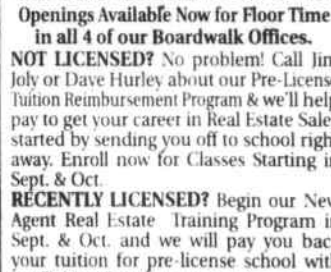 Openings Available Now for Floor Time
in all 4 of our Boardwalk Offices.
NOT LICENSED? No problem! Call Jim
Joly or Dave Hurley about our Pre-License
Tuition Reimbursement Program & we'll help
pay to get your career in Real Estate Sales
started by sending you off to school right
away. Enroll now for Classes Starting in
Sept. & Oct.
RECENTLY LICENSED? Begin our New
Agent Real Estate Training Program in
Sept. & Oct. and we will pay you back
your tuition for pre-license school with